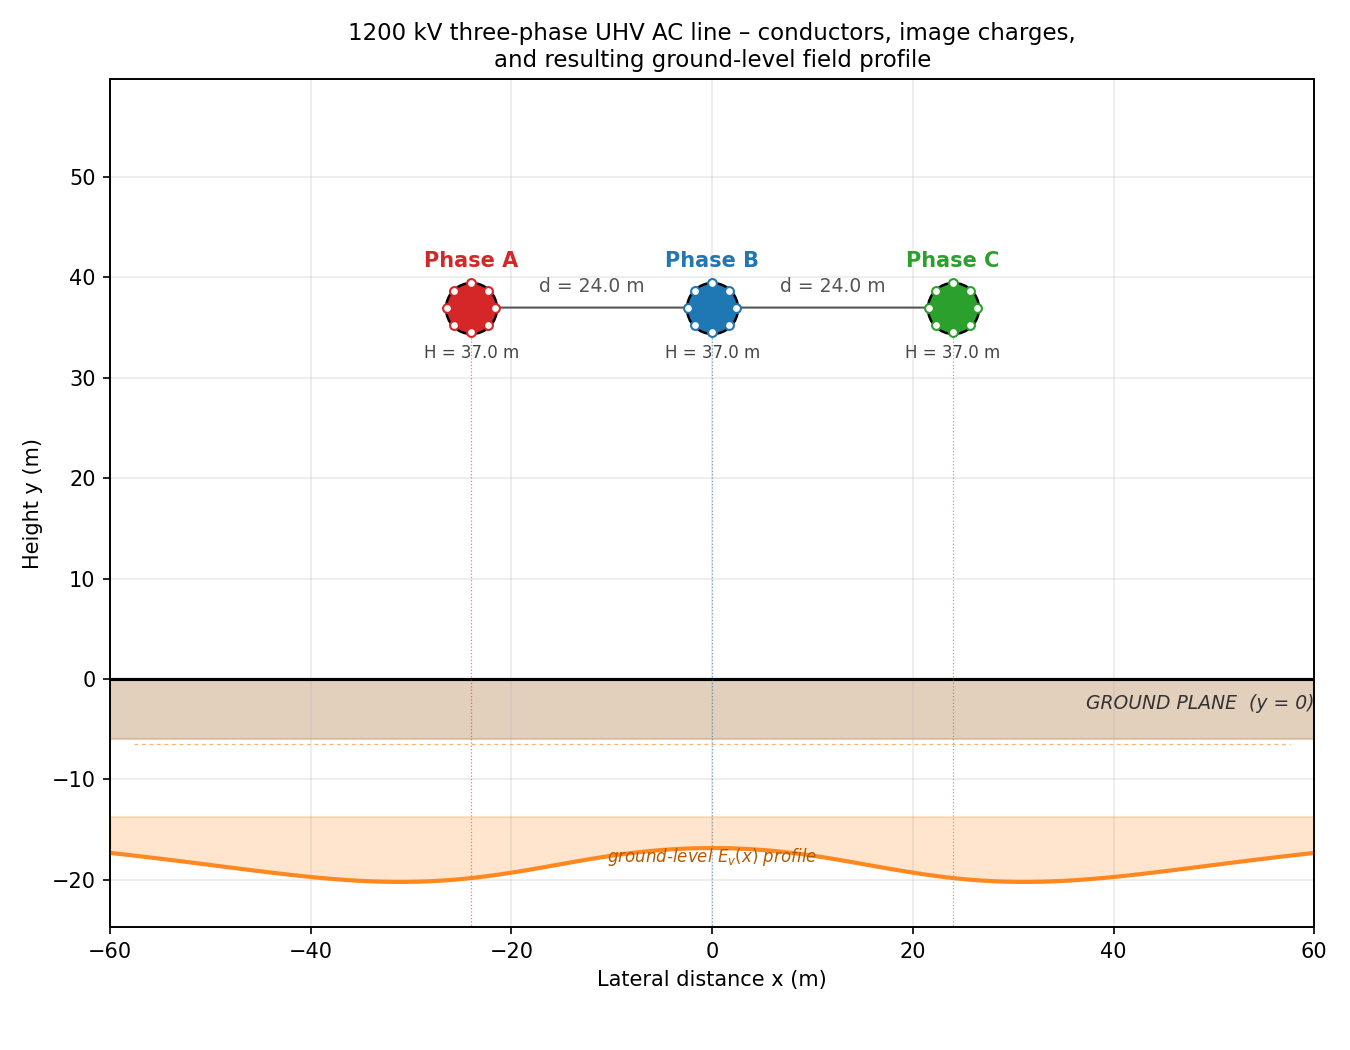 1200 kV three-phase UHV AC line – conductors, image charges,
and resulting ground-level field profile
Phase A
Phase B
Phase C
d = 24.0 m
d = 24.0 m
H = 37.0 m
H = 37.0 m
H = 37.0 m
GROUND PLANE (y = 0)
ground-level Eᵥ(x) profile
Height y (m)
50
40
30
20
10
0
−10
−20
−60
−40
−20
0
20
40
60
Lateral distance x (m)